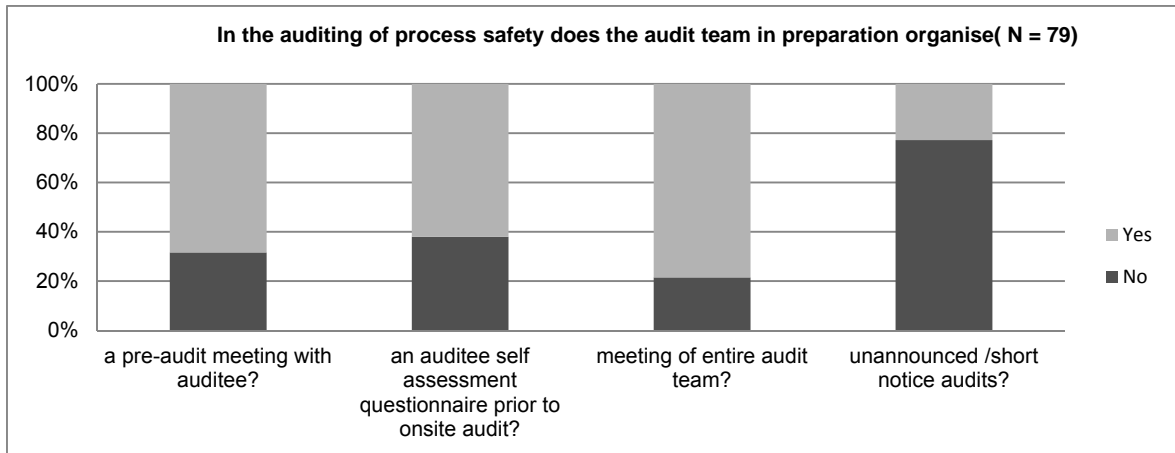 In the auditing of process safety does the audit team in preparation organise( N = 79)
100%
80%
60%
40%
20%
0%
a pre-audit meeting with
auditee?
an auditee self
assessment
questionnaire prior to
onsite audit?
meeting of entire audit
team?
unannounced /short
notice audits?
Yes
No